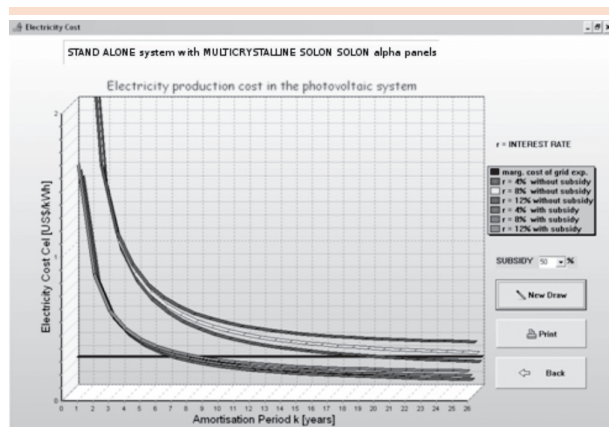 Electricity Cost
STAND ALONE system with MULTICRYSTALLINE SOLON SOLON alpha panels
Electricity production cost in the photovoltaic system
Electricity Cost Cel [US$/kWh]
2
1
0
0 1 2 3 4 5 6 7 8 9 10 11 12 13 14 15 16 17 18 19 20 21 22 23 24 25 26
Amortisation Period k [years]
r = INTEREST RATE
marg. cost of grid exp.
r = 4% without subsidy
r = 8% without subsidy
r = 12% without subsidy
r = 4% with subsidy
r = 8% with subsidy
r = 12% with subsidy
SUBSIDY 50 %
New Draw
Print
Back